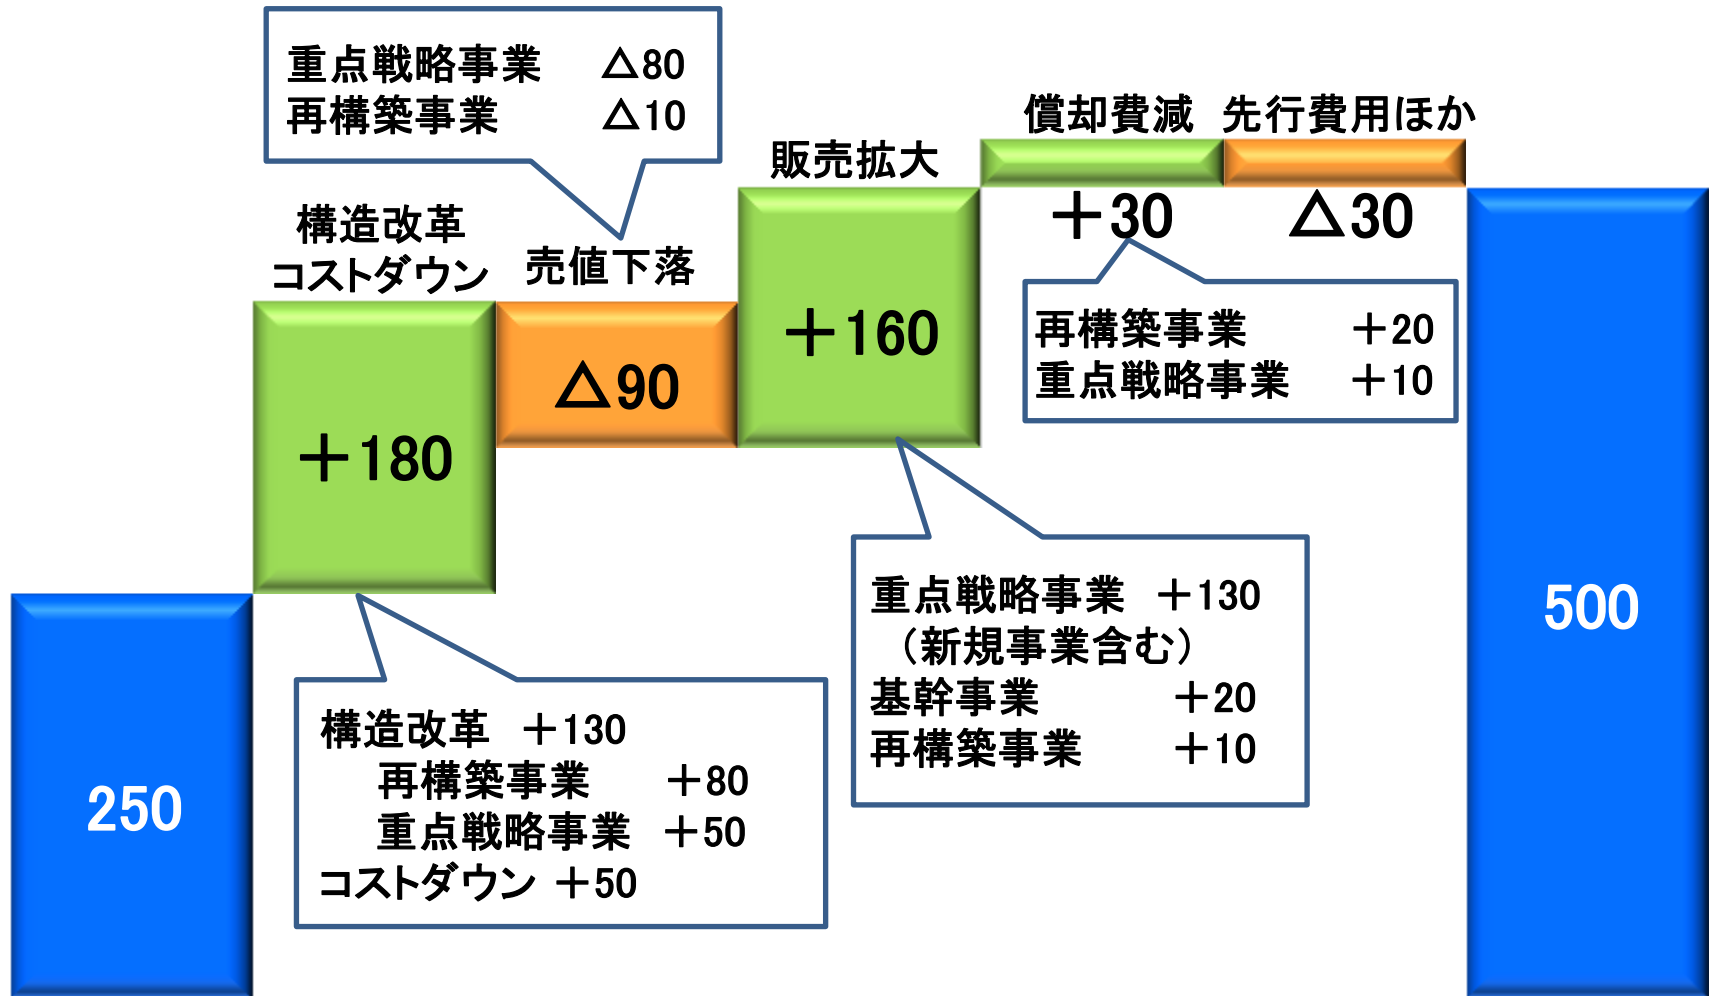 重点戦略事業 △80
再構築事業 △10
構造改革
コストダウン
売値下落
販売拡大
償却費減
先行費用ほか
250
+180
△90
+160
+30
△30
500
再構築事業 +20
重点戦略事業 +10
構造改革 +130
再構築事業 +80
重点戦略事業 +50
コストダウン +50
重点戦略事業 +130
(新規事業含む)
基幹事業 +20
再構築事業 +10